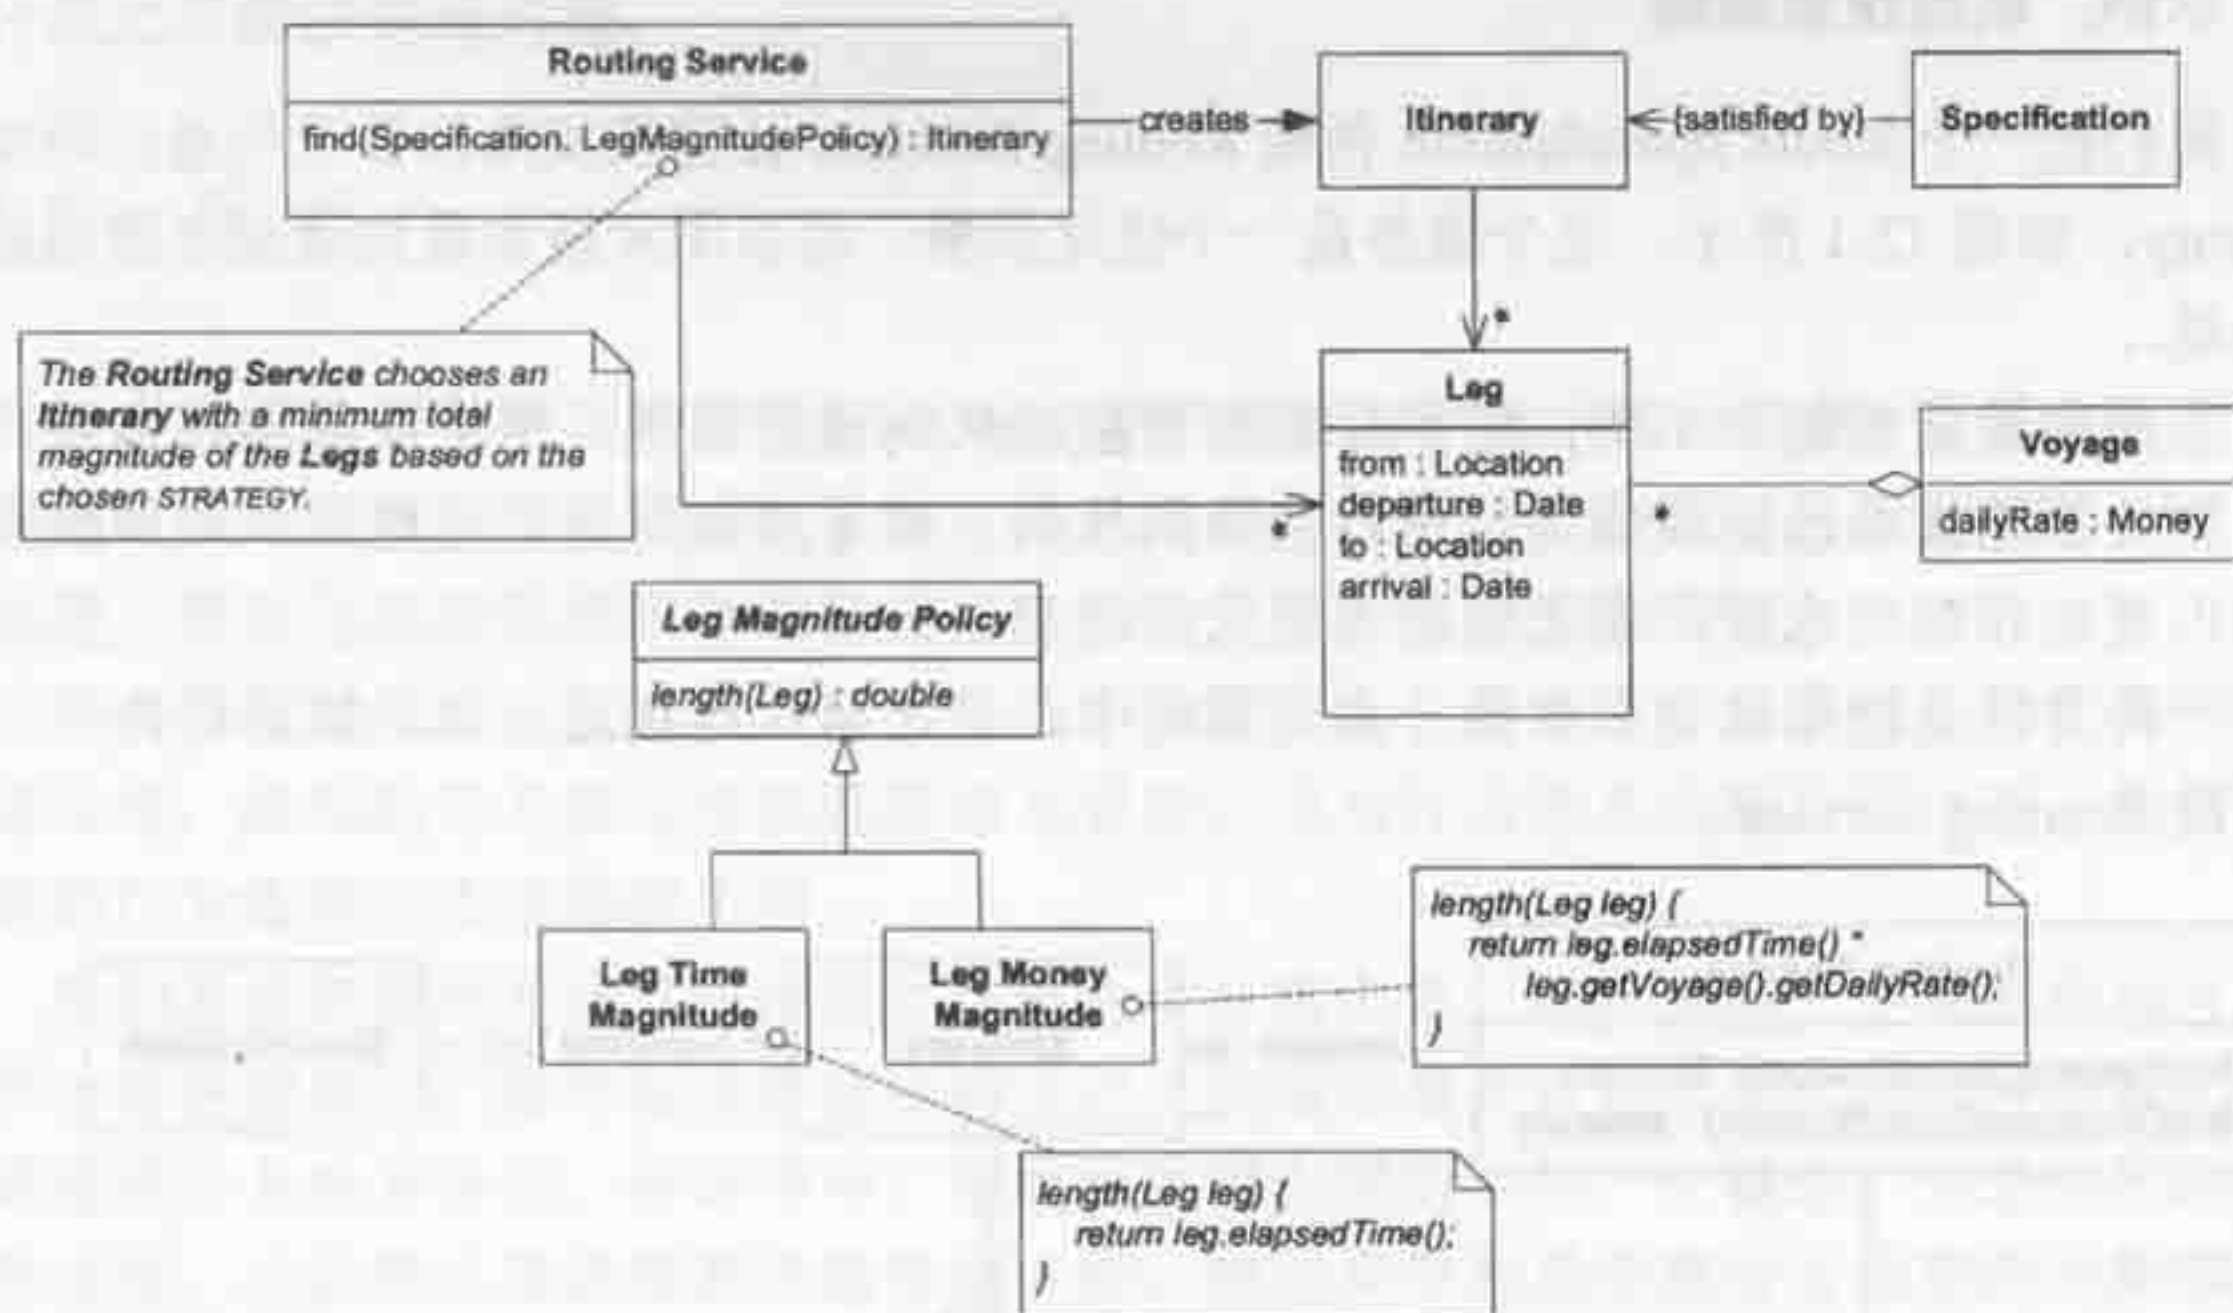 Routing Service
find(Specification, LegMagnitudePolicy) : Itinerary
creates
Itinerary
{satisfied by}
Specification
*
The Routing Service chooses an
Itinerary with a minimum total
magnitude of the Legs based on the
chosen STRATEGY.
Leg
from : Location
departure : Date
to : Location
arrival : Date
*
*
Voyage
dailyRate : Money
Leg Magnitude Policy
length(Leg) : double
Leg Time
Magnitude
Leg Money
Magnitude
length(Leg leg) {
return leg.elapsedTime() *
leg.getVoyage().getDailyRate();
}
length(Leg leg) {
return leg.elapsedTime();
}